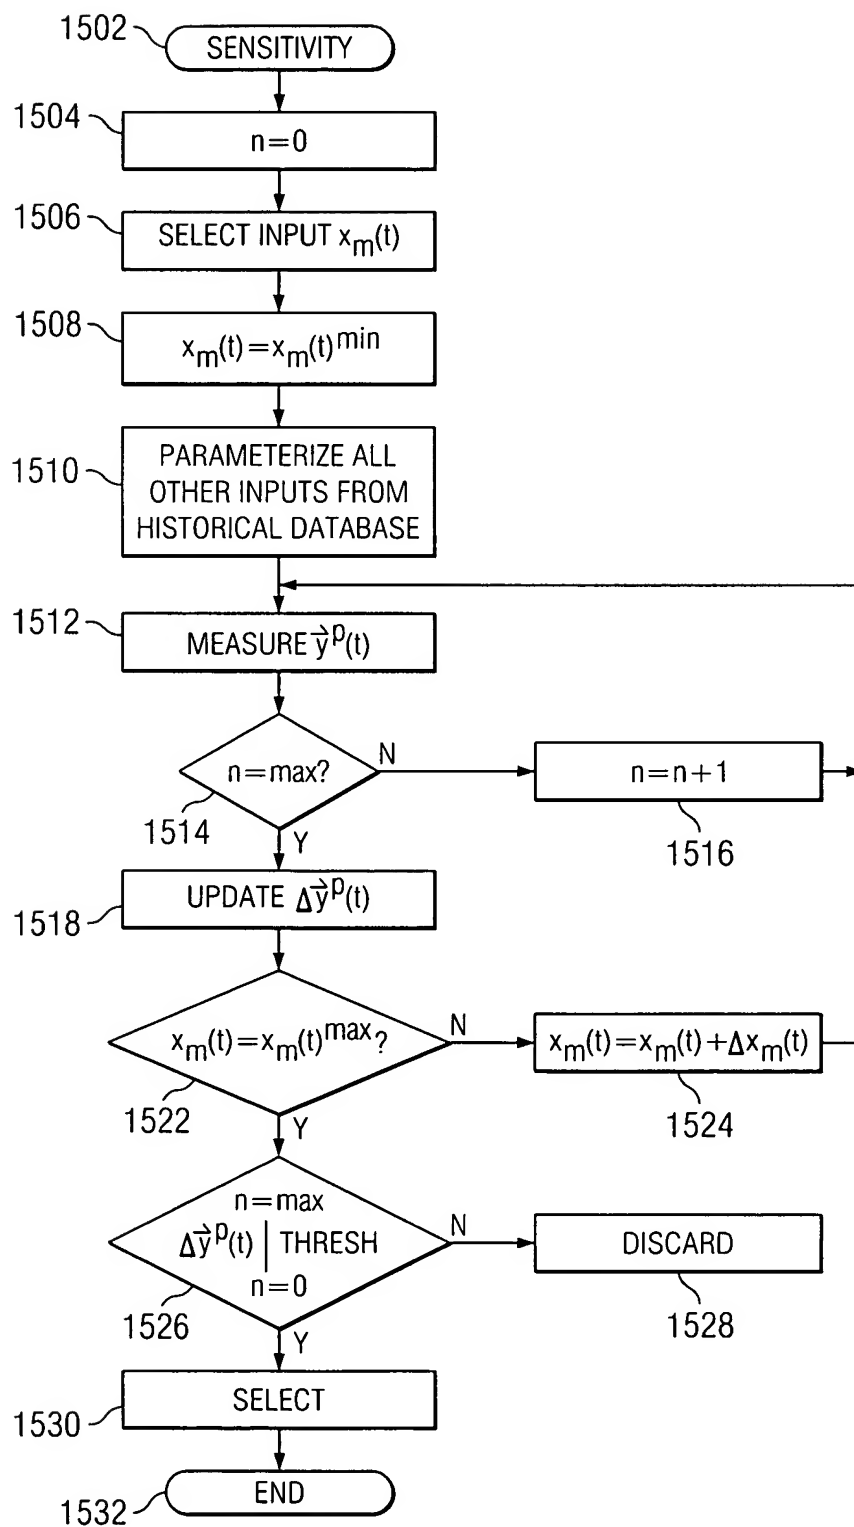 1502
SENSITIVITY
1504
n=0
1506
SELECT INPUT xₘ(t)
1508
xₘ(t)=xₘ(t)^min
1510
PARAMETERIZE ALL
OTHER INPUTS FROM
HISTORICAL DATABASE
1512
MEASURE y⃗ᵖ(t)
n=max?
N
n=n+1
1514
Y
1516
UPDATE Δy⃗ᵖ(t)
1518
xₘ(t)=xₘ(t)^max?
N
xₘ(t)=xₘ(t)+Δxₘ(t)
1522
Y
1524
n=max
Δy⃗ᵖ(t) | THRESH
n=0
N
DISCARD
1526
Y
1528
SELECT
1530
END
1532